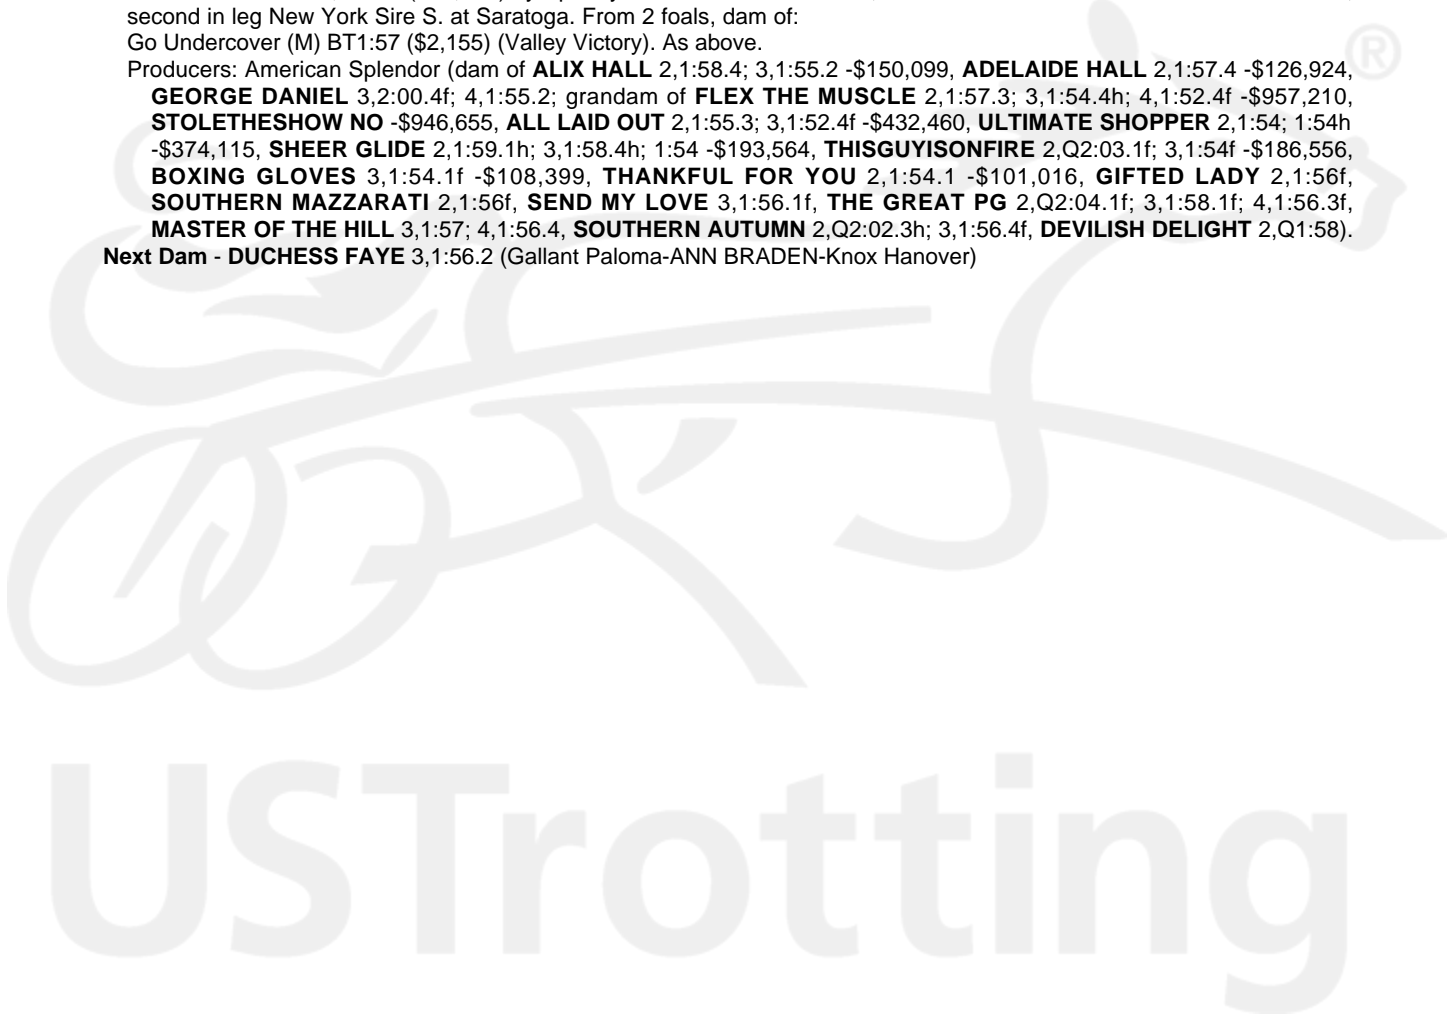 second in leg New York Sire S. at Saratoga. From 2 foals, dam of:
Go Undercover (M) BT1:57 ($2,155) (Valley Victory). As above.
Producers: American Splendor (dam of ALIX HALL 2,1:58.4; 3,1:55.2 -$150,099, ADELAIDE HALL 2,1:57.4 -$126,924,
GEORGE DANIEL 3,2:00.4f; 4,1:55.2; grandam of FLEX THE MUSCLE 2,1:57.3; 3,1:54.4h; 4,1:52.4f -$957,210,
STOLETHESHOW NO -$946,655, ALL LAID OUT 2,1:55.3; 3,1:52.4f -$432,460, ULTIMATE SHOPPER 2,1:54; 1:54h
-$374,115, SHEER GLIDE 2,1:59.1h; 3,1:58.4h; 1:54 -$193,564, THISGUYISONFIRE 2,Q2:03.1f; 3,1:54f -$186,556,
BOXING GLOVES 3,1:54.1f -$108,399, THANKFUL FOR YOU 2,1:54.1 -$101,016, GIFTED LADY 2,1:56f,
SOUTHERN MAZZARATI 2,1:56f, SEND MY LOVE 3,1:56.1f, THE GREAT PG 2,Q2:04.1f; 3,1:58.1f; 4,1:56.3f,
MASTER OF THE HILL 3,1:57; 4,1:56.4, SOUTHERN AUTUMN 2,Q2:02.3h; 3,1:56.4f, DEVILISH DELIGHT 2,Q1:58).
Next Dam - DUCHESS FAYE 3,1:56.2 (Gallant Paloma-ANN BRADEN-Knox Hanover)
®
USTrotting